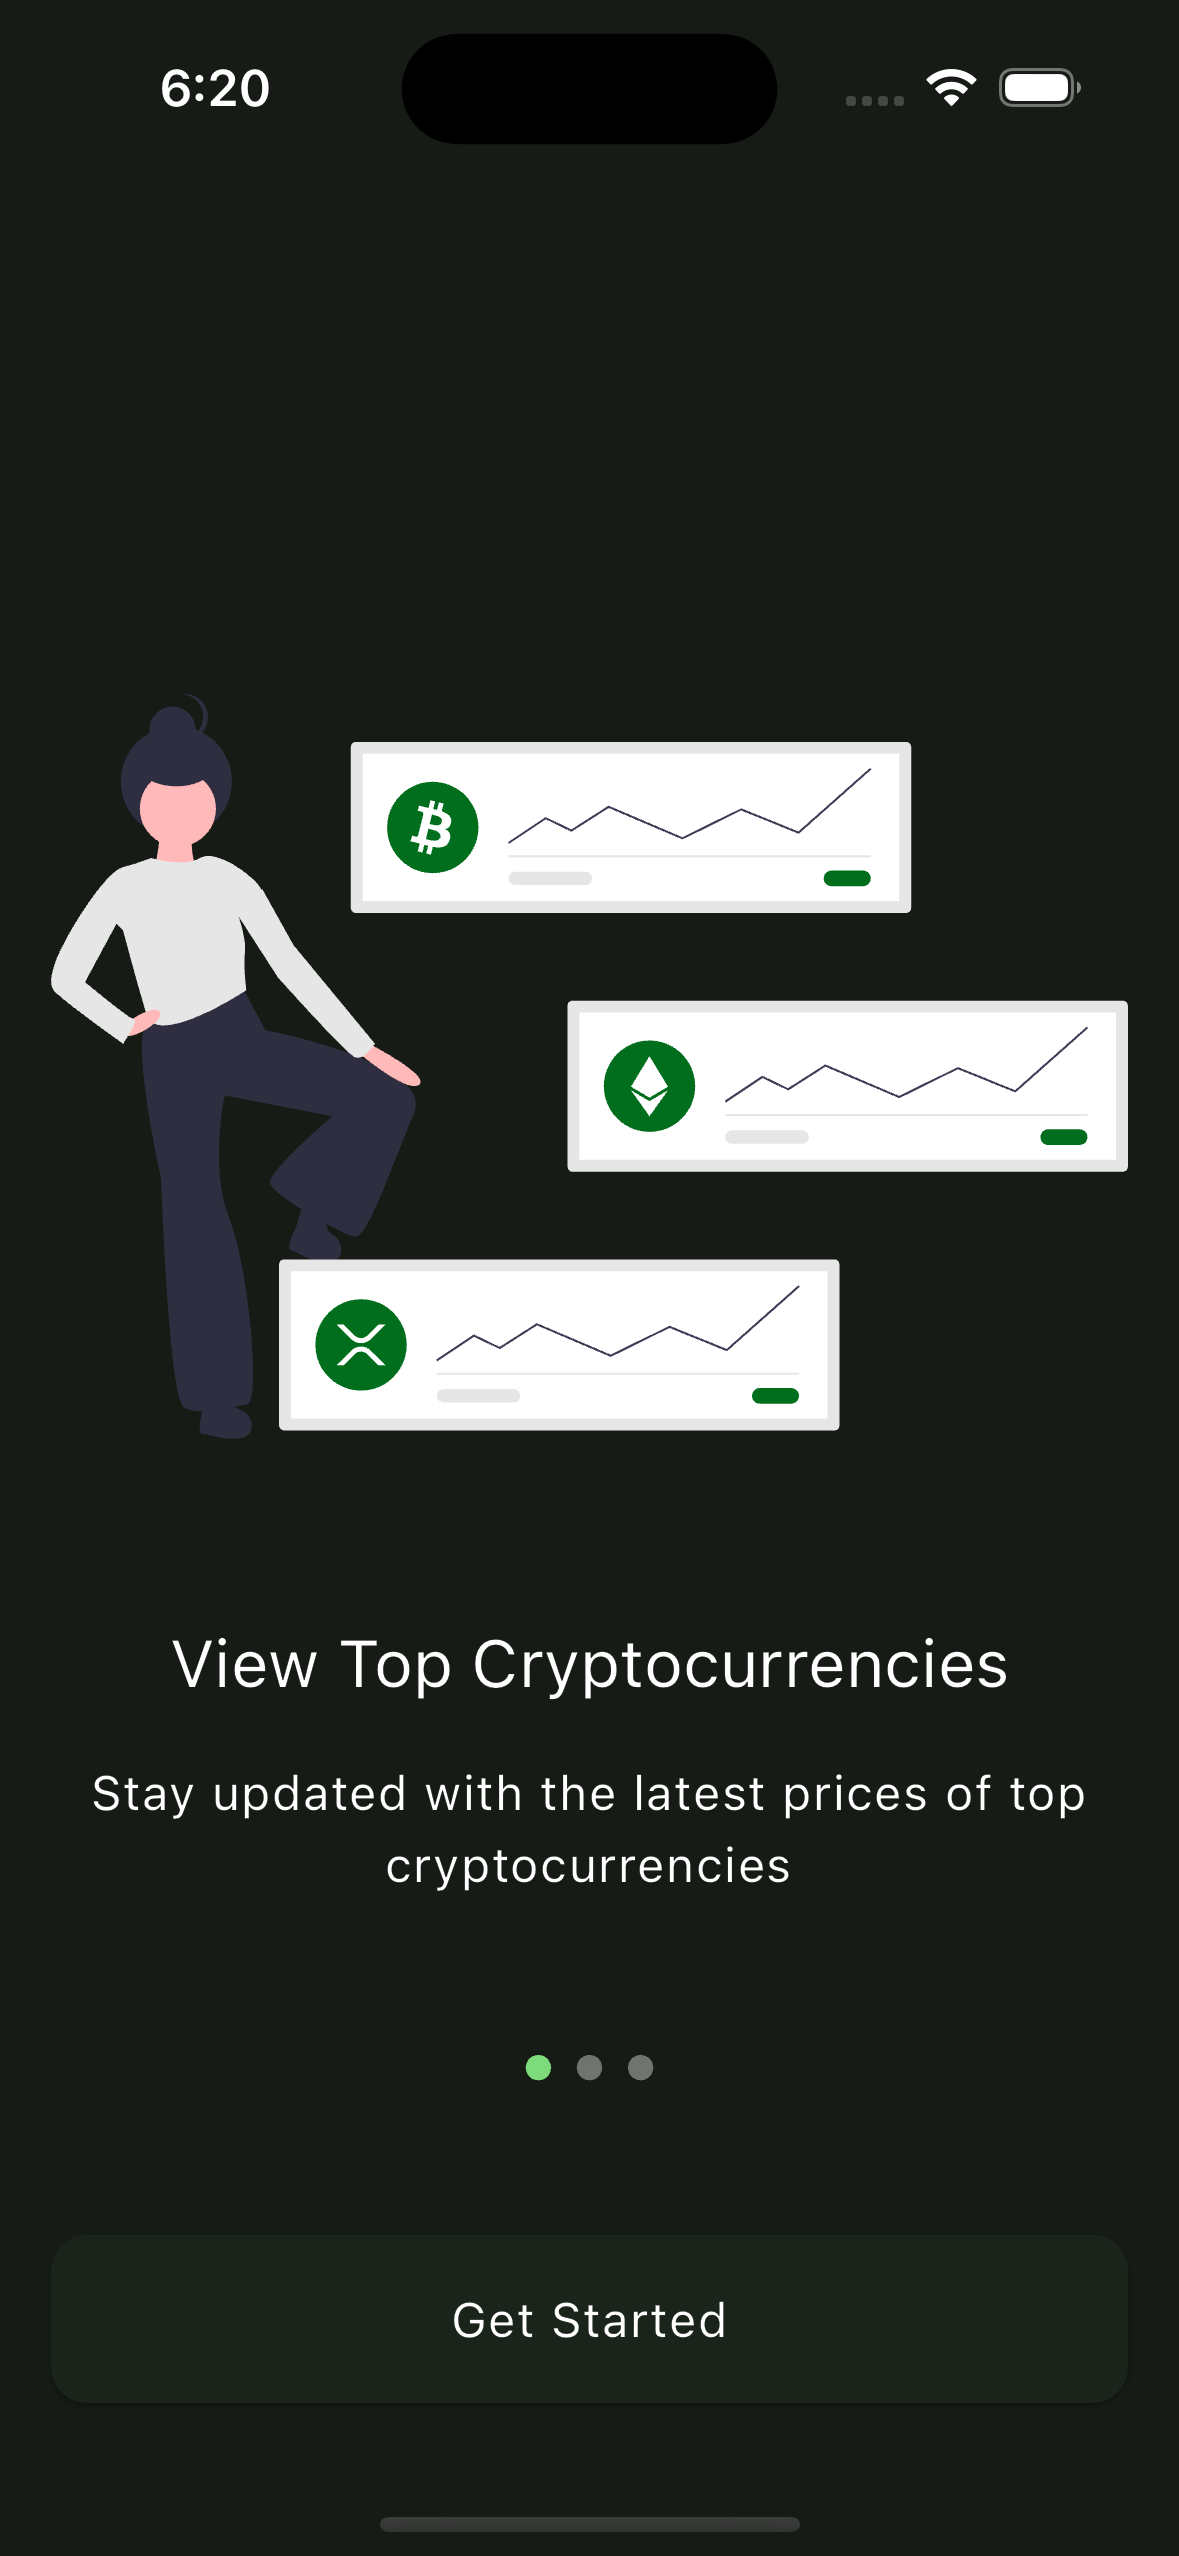 6:20
View Top Cryptocurrencies
Stay updated with the latest prices of top
cryptocurrencies
Get Started